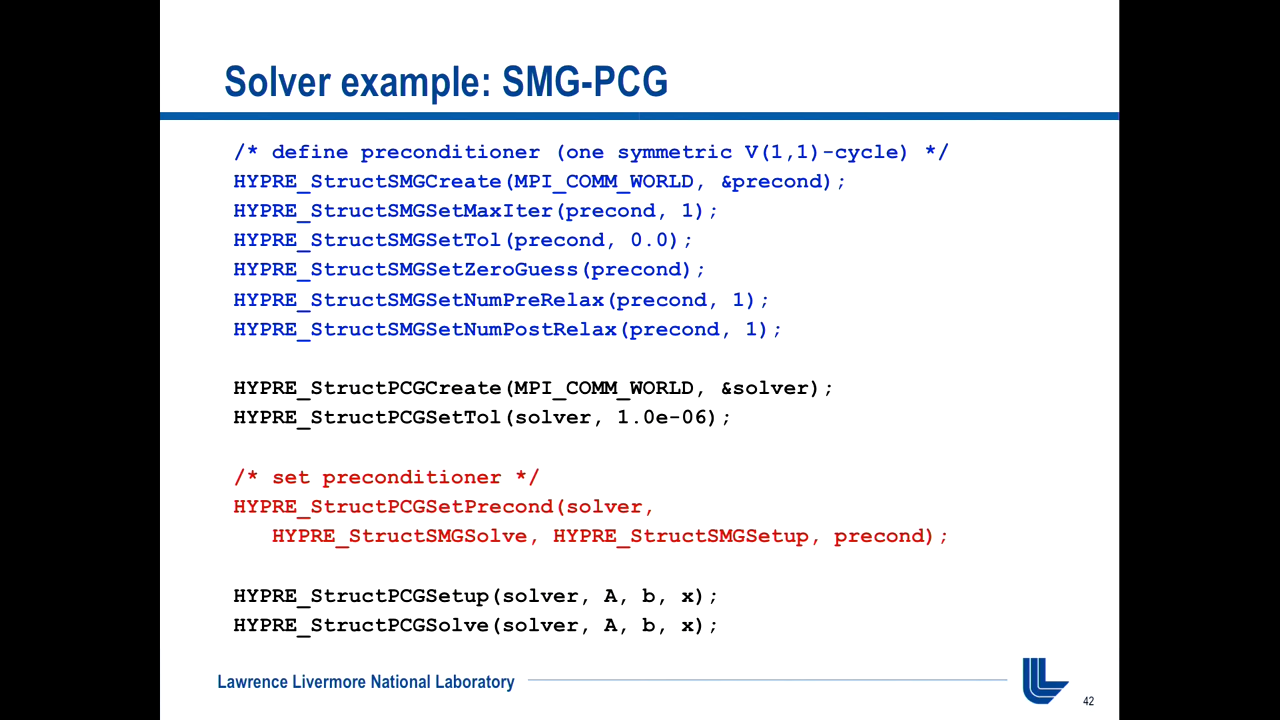 Solver example: SMG-PCG
/* define preconditioner (one symmetric V(1,1)-cycle) */
HYPRE_StructSMGCreate(MPI_COMM_WORLD, &precond);
HYPRE_StructSMGSetMaxIter(precond, 1);
HYPRE_StructSMGSetTol(precond, 0.0);
HYPRE_StructSMGSetZeroGuess(precond);
HYPRE_StructSMGSetNumPreRelax(precond, 1);
HYPRE_StructSMGSetNumPostRelax(precond, 1);
HYPRE_StructPCGCreate(MPI_COMM_WORLD, &solver);
HYPRE_StructPCGSetTol(solver, 1.0e-06);
/* set preconditioner */
HYPRE_StructPCGSetPrecond(solver,
HYPRE_StructSMGSolve, HYPRE_StructSMGSetup, precond);
HYPRE_StructPCGSetup(solver, A, b, x);
HYPRE_StructPCGSolve(solver, A, b, x);
Lawrence Livermore National Laboratory
42